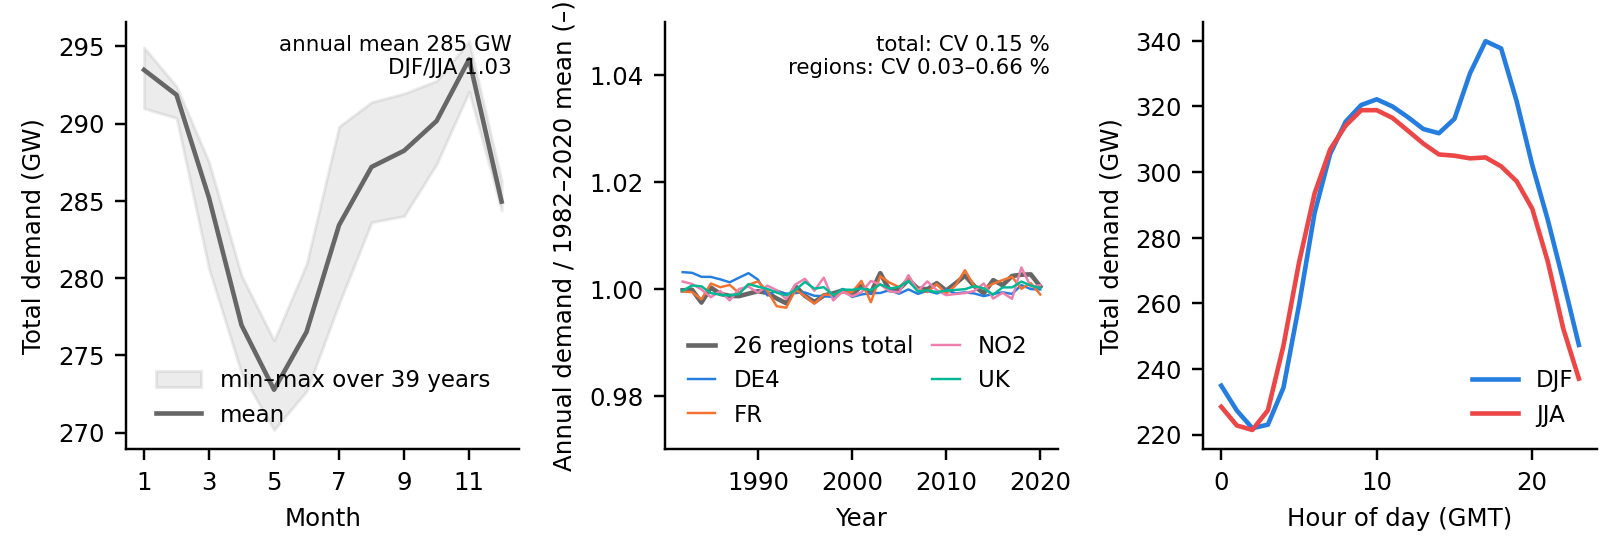 Total demand (GW)
295
290
285
280
275
270
annual mean 285 GW
DJF/JJA 1.03
min–max over 39 years
mean
1 3 5 7 9 11
Month
Annual demand / 1982–2020 mean (–)
1.04
1.02
1.00
0.98
total: CV 0.15 %
regions: CV 0.03–0.66 %
26 regions total
DE4
FR
NO2
UK
1990 2000 2010 2020
Year
Total demand (GW)
340
320
300
280
260
240
220
DJF
JJA
0 10 20
Hour of day (GMT)